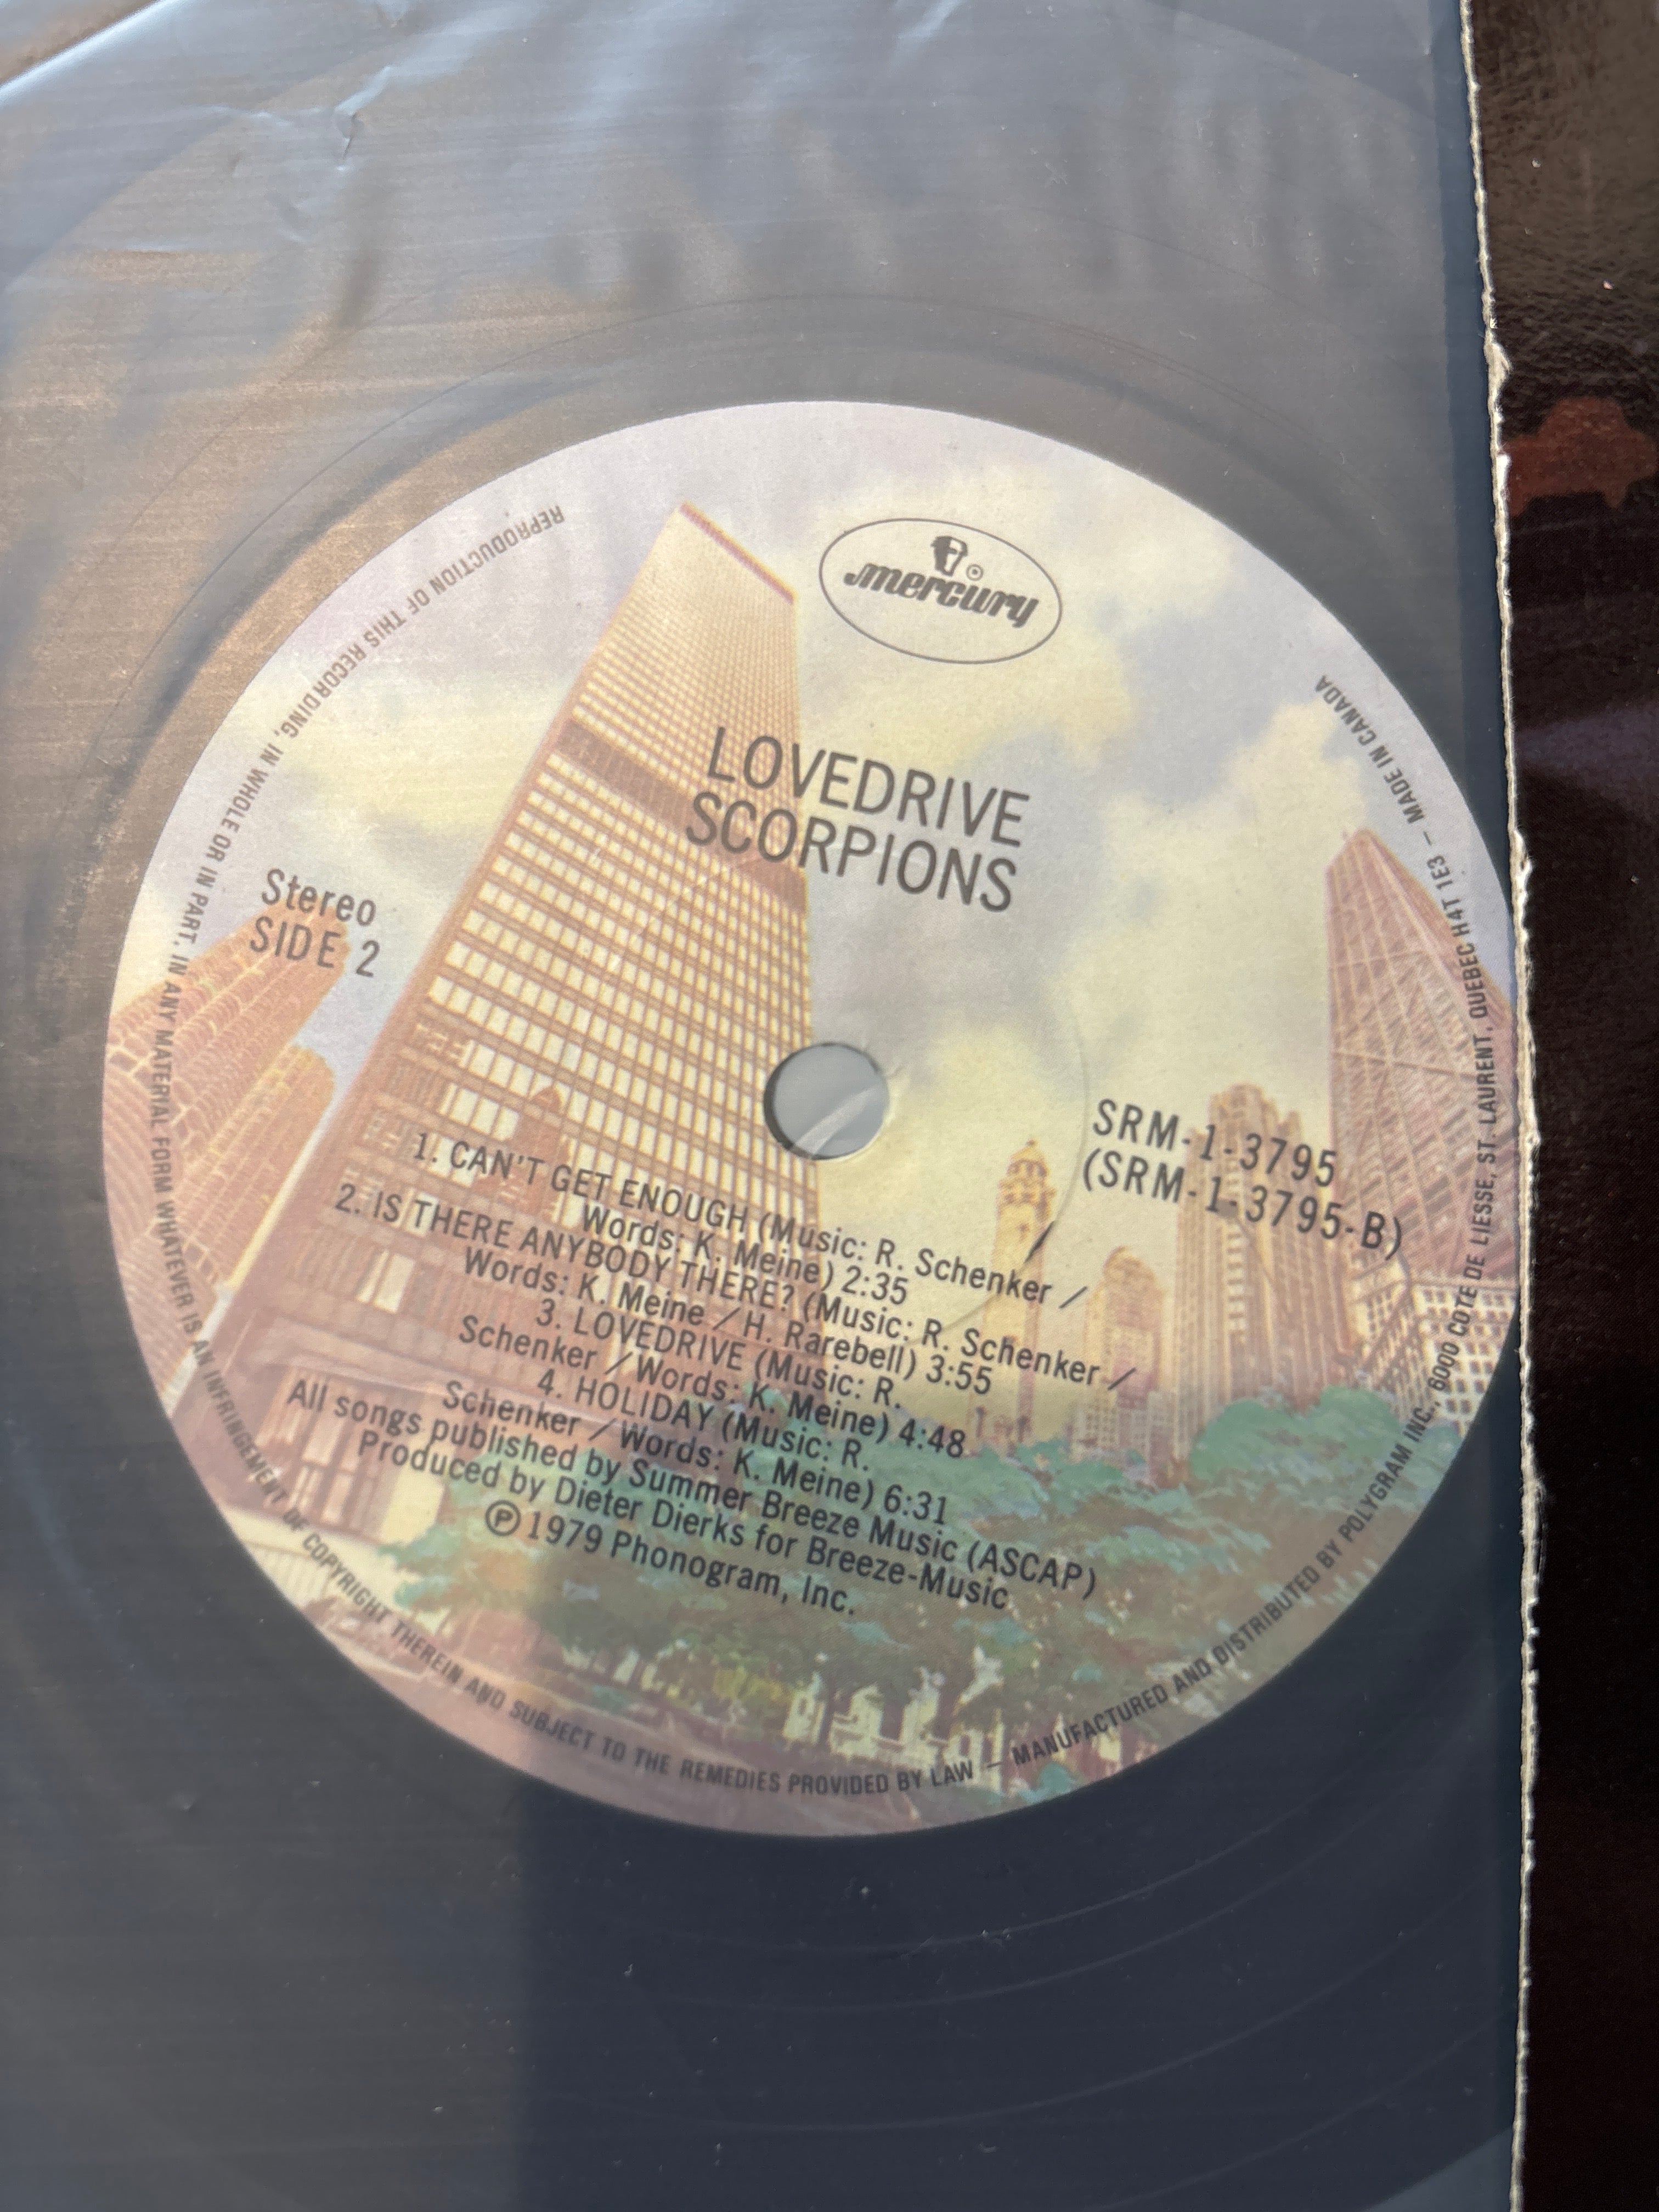 mercury
LOVEDRIVE
SCORPIONS
Stereo
SIDE 2
SRM-1-3795
(SRM-1-3795-B)
1. CAN'T GET ENOUGH (Music: R. Schenker /
Words: K. Meine) 2:35
2. IS THERE ANYBODY THERE? (Music: R. Schenker /
Words: K. Meine / H. Rarebell) 3:55
3. LOVEDRIVE (Music: R.
Schenker / Words: K. Meine) 4:48
4. HOLIDAY (Music: R.
Schenker / Words: K. Meine) 6:31
All songs published by Summer Breeze Music (ASCAP)
Produced by Dieter Dierks for Breeze-Music
℗ 1979 Phonogram, Inc.
REPRODUCTION OF THIS RECORDING, IN WHOLE OR IN PART, IN ANY MATERIAL FORM WHATEVER IS AN INFRINGEMENT OF COPYRIGHT THEREIN AND SUBJECT TO THE REMEDIES PROVIDED BY LAW – MANUFACTURED AND DISTRIBUTED BY POLYGRAM INC., 6000 COTE DE LIESSE, ST. LAURENT, QUEBEC H4T 1E3 – MADE IN CANADA